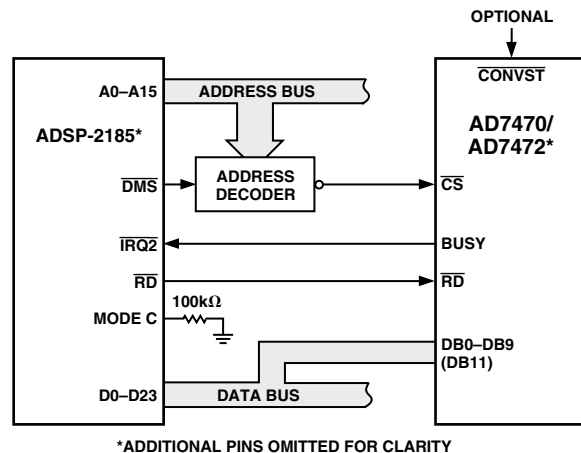 OPTIONAL
CONVST
A0–A15
ADDRESS BUS
ADSP-2185*
AD7470/
AD7472*
DMS
ADDRESS
DECODER
CS
IRQ2
BUSY
RD
RD
100kΩ
MODE C
DB0–DB9
(DB11)
D0–D23
DATA BUS
*ADDITIONAL PINS OMITTED FOR CLARITY